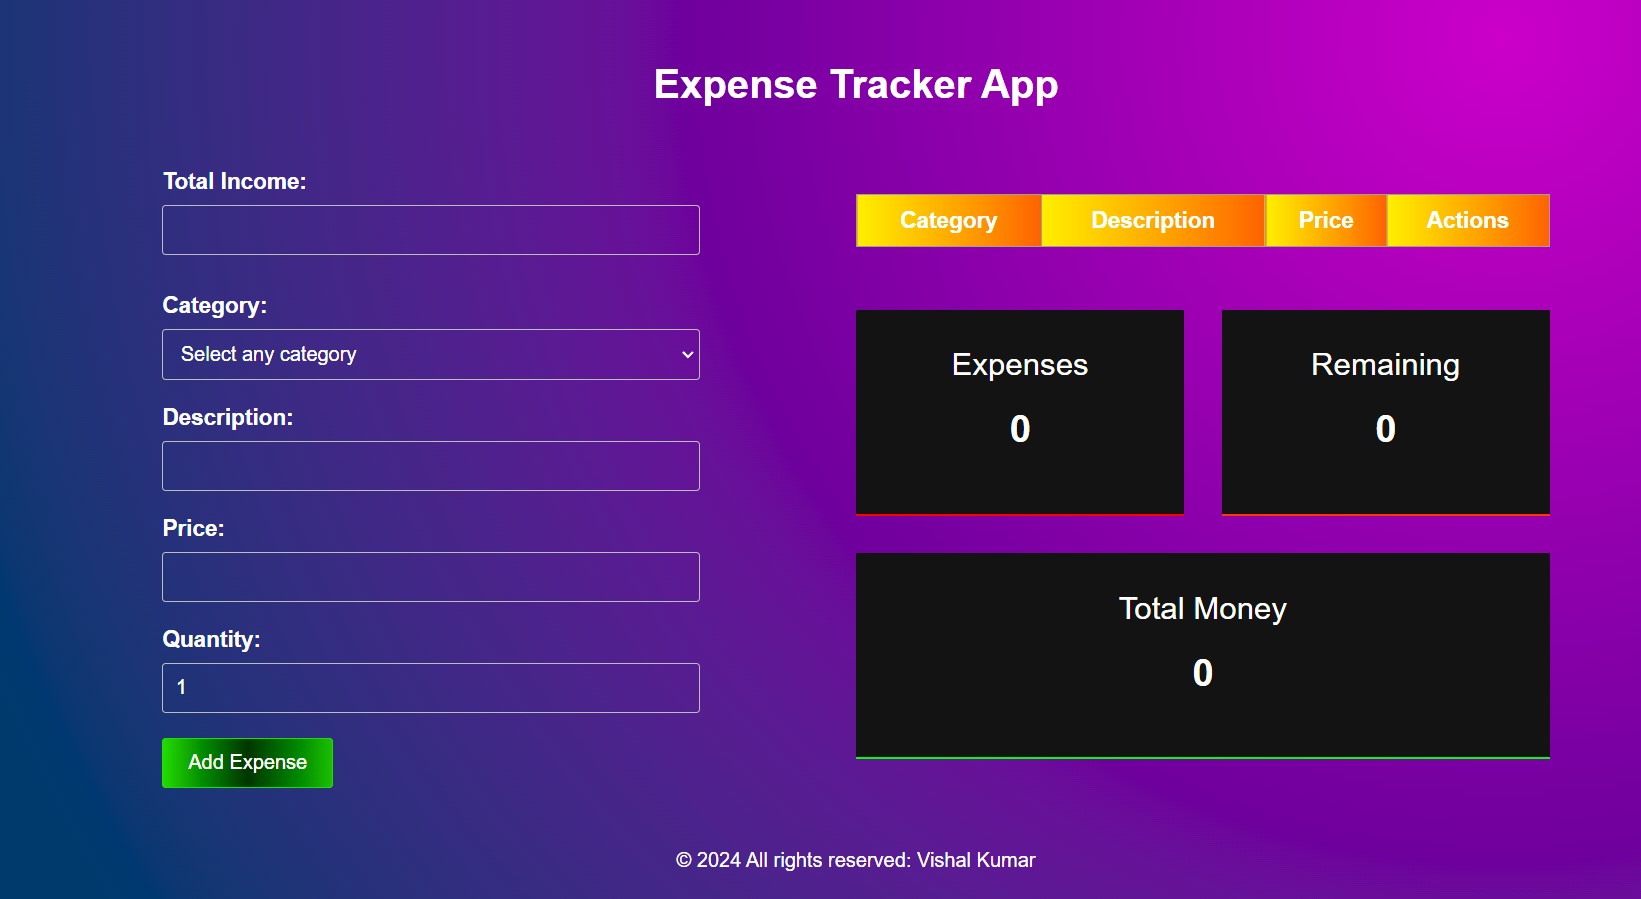 Expense Tracker App
Total Income:
Category:
Select any category
Description:
Price:
Quantity:
1
Add Expense
Category Description Price Actions
Expenses
0
Remaining
0
Total Money
0
© 2024 All rights reserved: Vishal Kumar